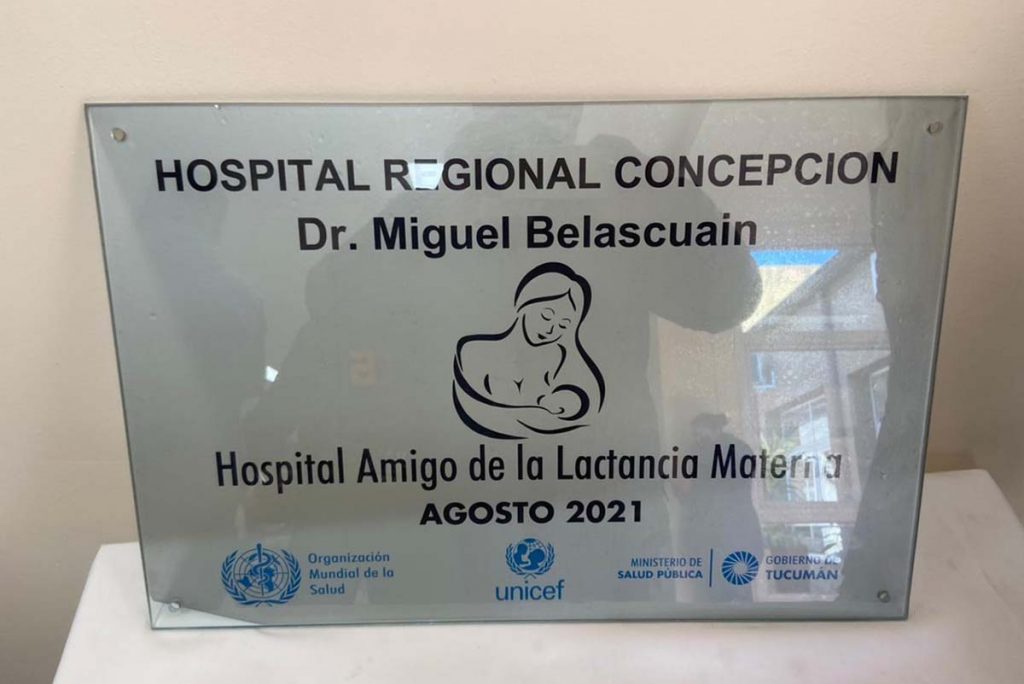 HOSPITAL REGIONAL CONCEPCION
Dr. Miguel Belascuain
Hospital Amigo de la Lactancia Materna
AGOSTO 2021
Organización
Mundial de la
Salud
unicef
MINISTERIO DE
SALUD PÚBLICA
GOBIERNO DE
TUCUMÁN